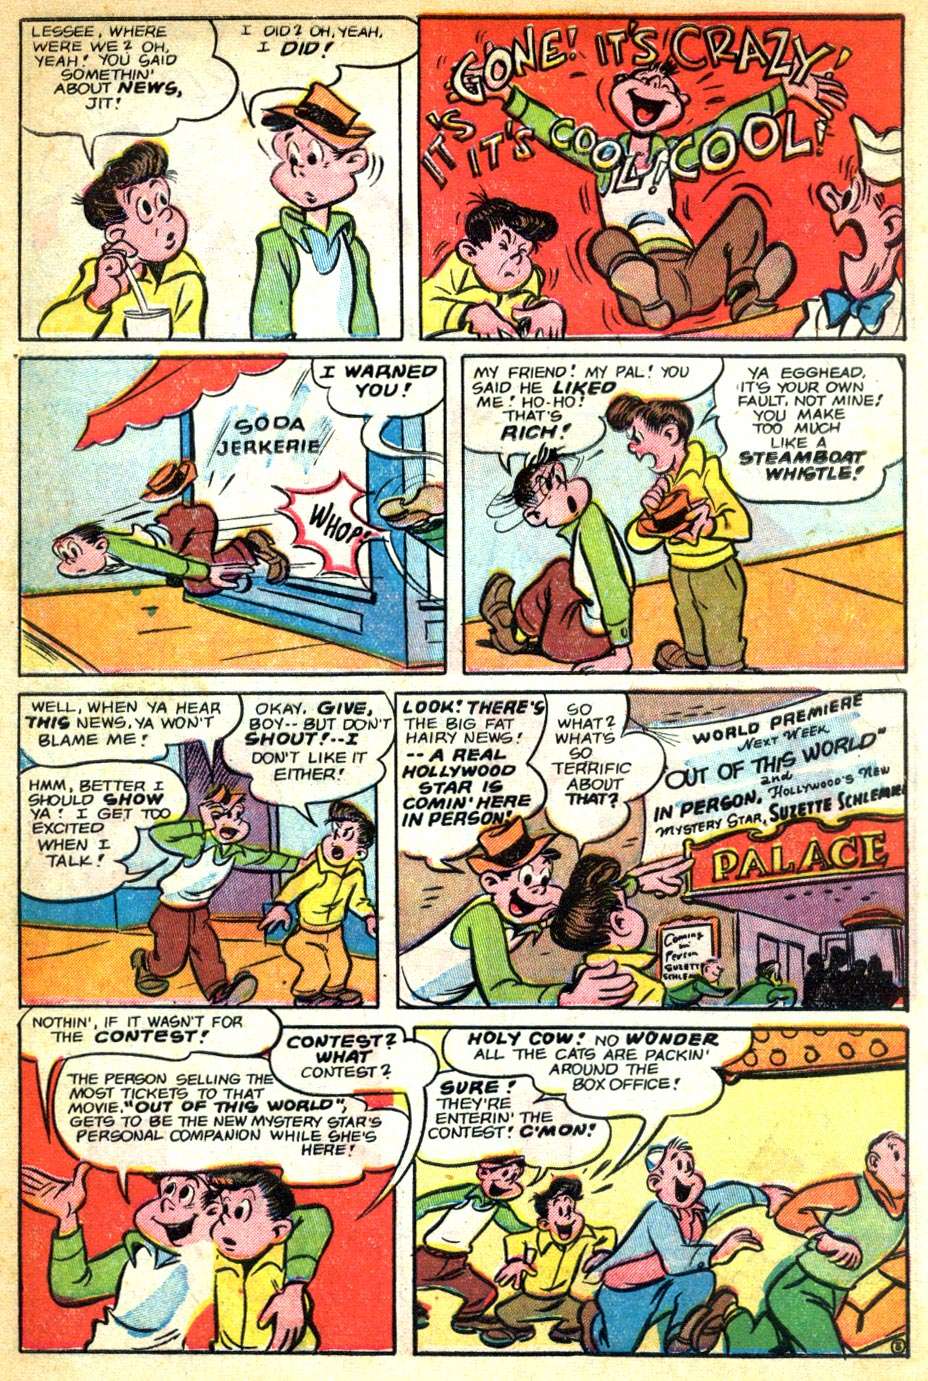 LESSEE, WHERE
WERE WE? OH,
YEAH! YOU SAID
SOMETHIN'
ABOUT NEWS,
JIT!
I DID? OH, YEAH,
I DID!
IT'S GONE! IT'S CRAZY!
IT'S COOL! COOL!
I WARNED
YOU!
SODA
JERKERIE
WHOP!
MY FRIEND! MY PAL! YOU
SAID HE LIKED
ME! HO-HO!
THAT'S
RICH!
YA EGGHEAD,
IT'S YOUR OWN
FAULT, NOT MINE!
YOU MAKE
TOO MUCH
LIKE A
STEAMBOAT
WHISTLE!
WELL, WHEN YA HEAR
THIS NEWS, YA WON'T
BLAME ME!
OKAY. GIVE,
BOY-- BUT DON'T
SHOUT!--I
DON'T LIKE IT
EITHER!
HMM, BETTER I
SHOULD SHOW
YA! I GET TOO
EXCITED
WHEN I
TALK!
LOOK! THERE'S
THE BIG FAT
HAIRY NEWS!
-- A REAL
HOLLYWOOD
STAR IS
COMIN' HERE
IN PERSON!
SO
WHAT?
WHAT'S
SO
TERRIFIC
ABOUT
THAT?
WORLD PREMIERE
NEXT WEEK
"OUT OF THIS WORLD"
and
IN PERSON, HOLLYWOOD'S NEW
MYSTERY STAR, SUZETTE SCHLEMME
PALACE
Coming
in
Person
SUZETT
SCHLEM
NOTHIN', IF IT WASN'T FOR
THE CONTEST!
CONTEST?
WHAT
CONTEST?
THE PERSON SELLING THE
MOST TICKETS TO THAT
MOVIE, "OUT OF THIS WORLD",
GETS TO BE THE NEW MYSTERY STAR'S
PERSONAL COMPANION WHILE SHE'S
HERE!
HOLY COW! NO WONDER
ALL THE CATS ARE PACKIN'
AROUND THE
BOX OFFICE!
SURE!
THEY'RE
ENTERIN' THE
CONTEST! C'MON!